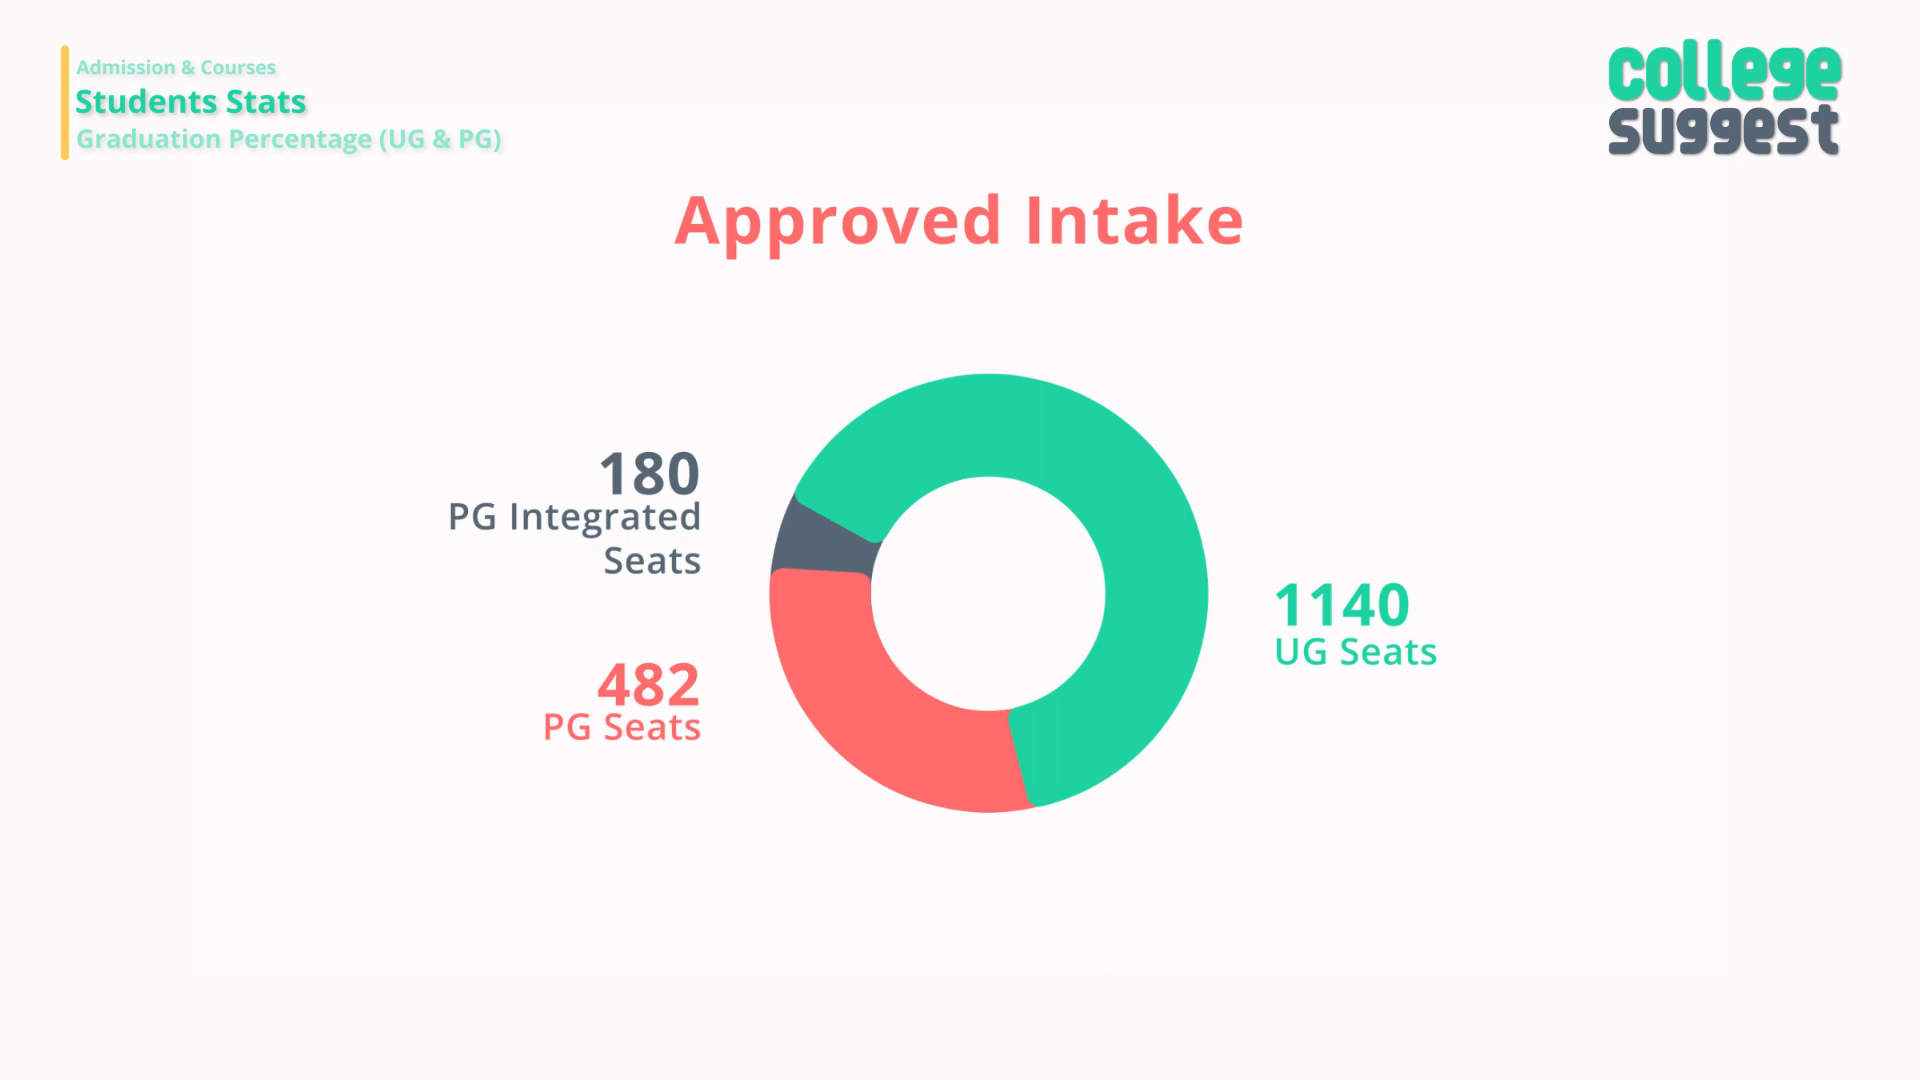 Admission & Courses
Students Stats
Graduation Percentage (UG & PG)
college
suggest
Approved Intake
180
PG Integrated
Seats
482
PG Seats
1140
UG Seats